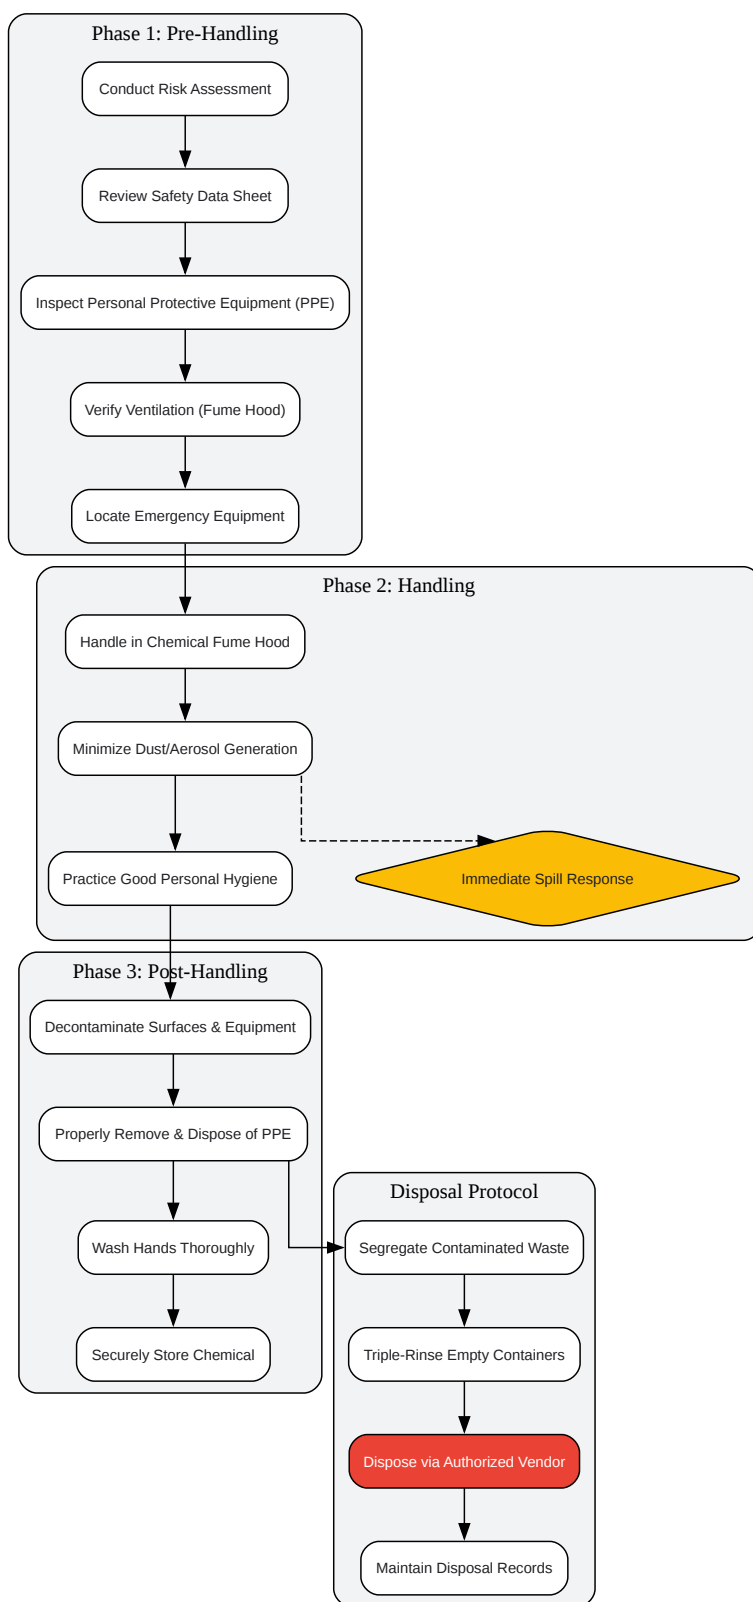 Phase 1: Pre-Handling
Conduct Risk Assessment
Review Safety Data Sheet
Inspect Personal Protective Equipment (PPE)
Verify Ventilation (Fume Hood)
Locate Emergency Equipment
Phase 2: Handling
Handle in Chemical Fume Hood
Minimize Dust/Aerosol Generation
Practice Good Personal Hygiene
Immediate Spill Response
Phase 3: Post-Handling
Decontaminate Surfaces & Equipment
Properly Remove & Dispose of PPE
Wash Hands Thoroughly
Securely Store Chemical
Disposal Protocol
Segregate Contaminated Waste
Triple-Rinse Empty Containers
Dispose via Authorized Vendor
Maintain Disposal Records